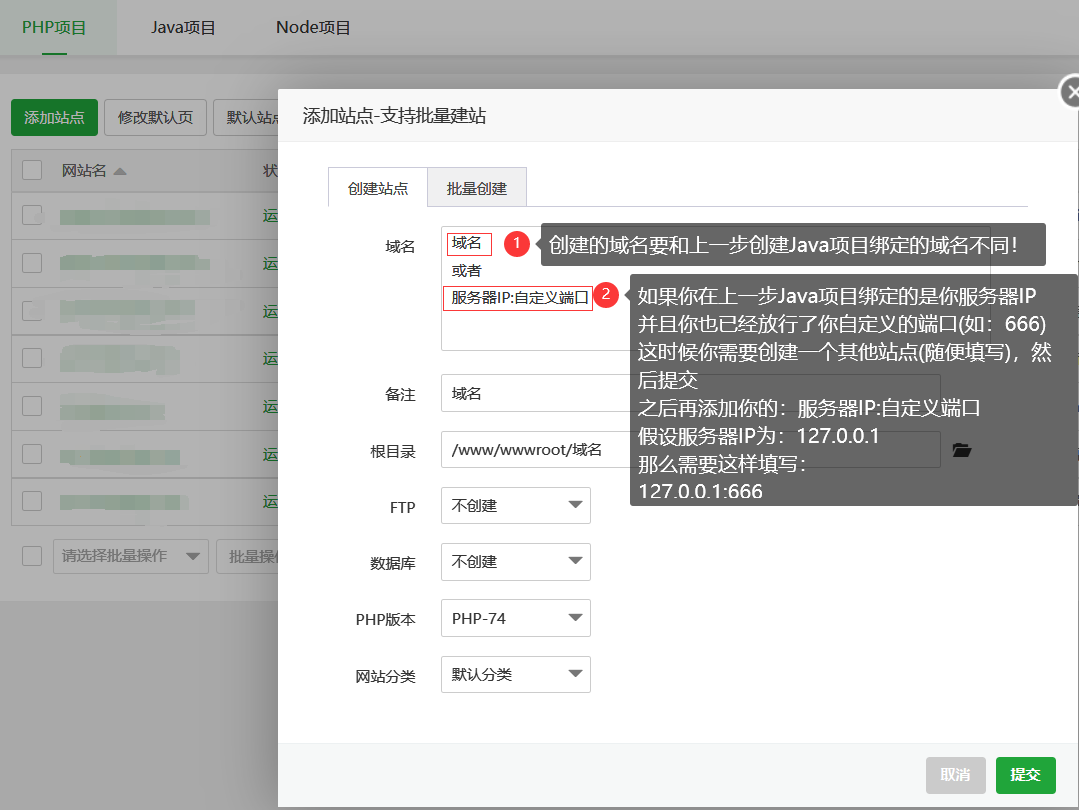 PHP项目 Java项目 Node项目
添加站点 修改默认页 默认站点
添加站点-支持批量建站
网站名 状
创建站点 批量创建
域名 域名 1 创建的域名要和上一步创建Java项目绑定的域名不同！
运
或者
服务器IP:自定义端口 2 如果你在上一步Java项目绑定的是你服务器IP
并且你也已经放行了你自定义的端口(如：666)
这时候你需要创建一个其他站点(随便填写)，然
后提交
之后再添加你的：服务器IP:自定义端口
假设服务器IP为：127.0.0.1
那么需要这样填写：
127.0.0.1:666
运
运
运
备注 域名
运
根目录 /www/wwwroot/域名
运
FTP 不创建
运
请选择批量操作 批量操作
数据库 不创建
PHP版本 PHP-74
网站分类 默认分类
取消 提交